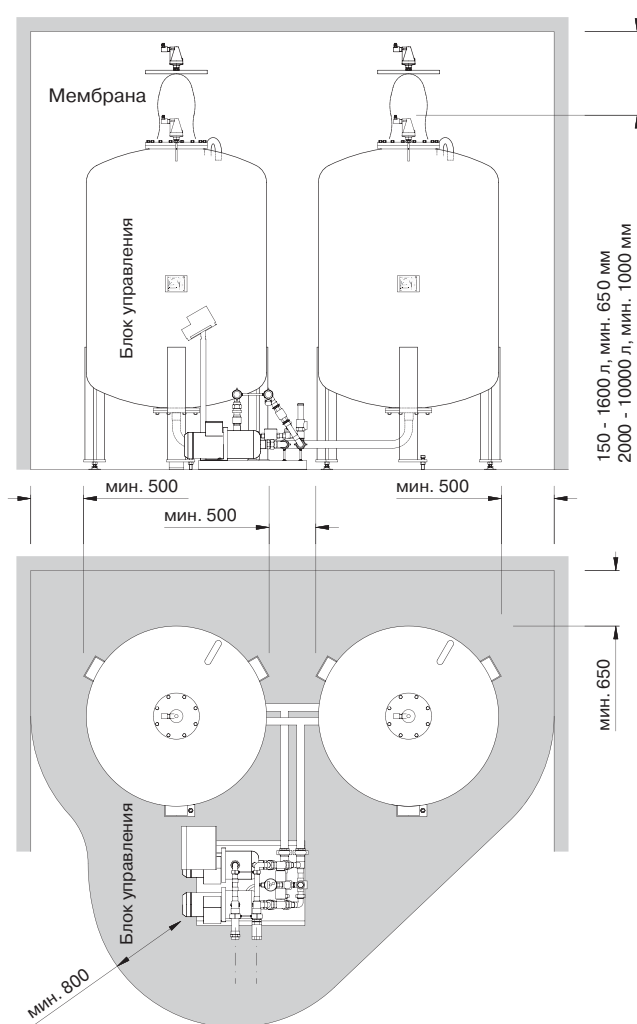 Мембрана
Блок управления
150 - 1600 л, мин. 650 мм
2000 - 10000 л, мин. 1000 мм
мин. 500
мин. 500
мин. 500
мин. 650
Блок управления
мин. 800